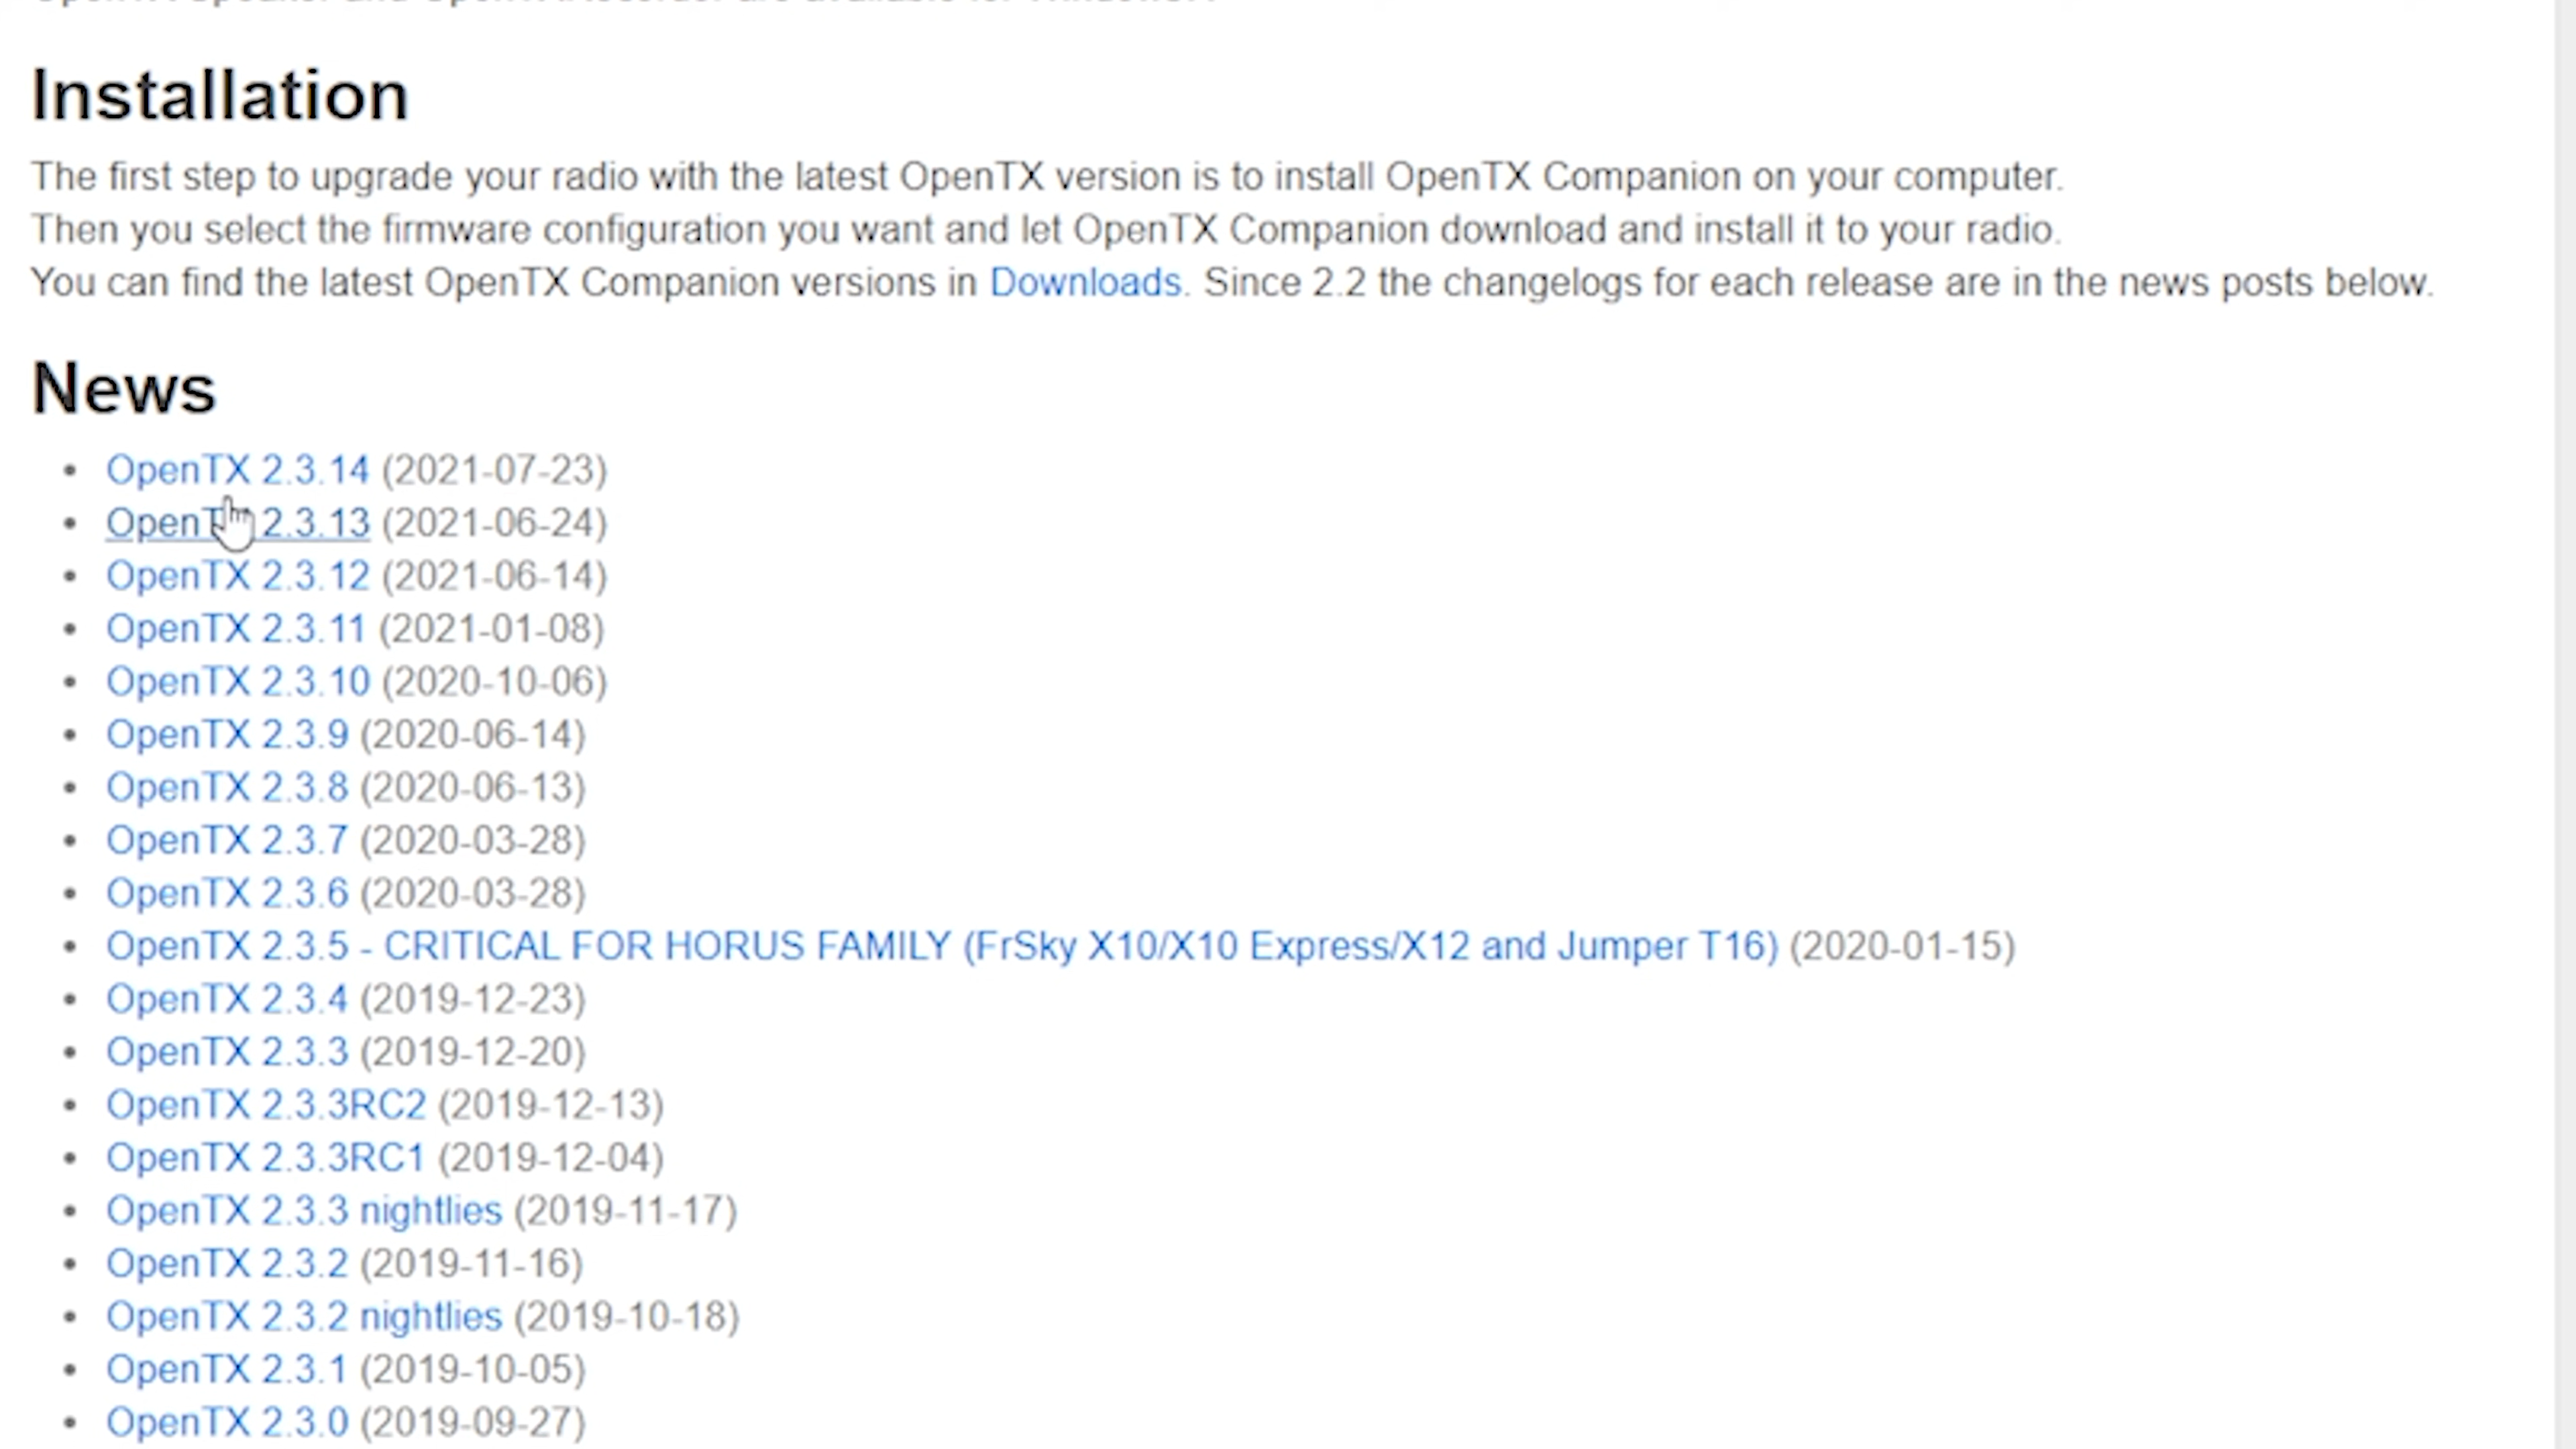 Installation
The first step to upgrade your radio with the latest OpenTX version is to install OpenTX Companion on your computer.
Then you select the firmware configuration you want and let OpenTX Companion download and install it to your radio.
You can find the latest OpenTX Companion versions in Downloads. Since 2.2 the changelogs for each release are in the news posts below.
News
• OpenTX 2.3.14 (2021-07-23)
• OpenTX 2.3.13 (2021-06-24)
• OpenTX 2.3.12 (2021-06-14)
• OpenTX 2.3.11 (2021-01-08)
• OpenTX 2.3.10 (2020-10-06)
• OpenTX 2.3.9 (2020-06-14)
• OpenTX 2.3.8 (2020-06-13)
• OpenTX 2.3.7 (2020-03-28)
• OpenTX 2.3.6 (2020-03-28)
• OpenTX 2.3.5 - CRITICAL FOR HORUS FAMILY (FrSky X10/X10 Express/X12 and Jumper T16) (2020-01-15)
• OpenTX 2.3.4 (2019-12-23)
• OpenTX 2.3.3 (2019-12-20)
• OpenTX 2.3.3RC2 (2019-12-13)
• OpenTX 2.3.3RC1 (2019-12-04)
• OpenTX 2.3.3 nightlies (2019-11-17)
• OpenTX 2.3.2 (2019-11-16)
• OpenTX 2.3.2 nightlies (2019-10-18)
• OpenTX 2.3.1 (2019-10-05)
• OpenTX 2.3.0 (2019-09-27)